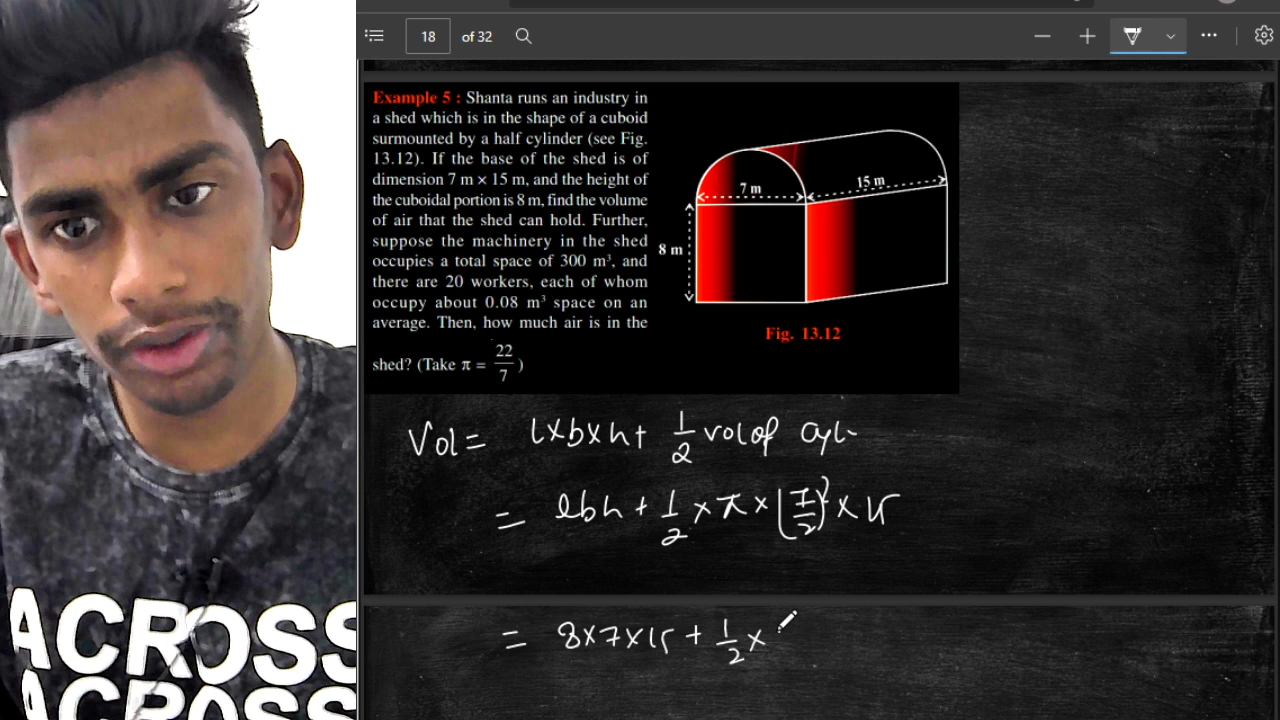 18 of 32
Example 5 : Shanta runs an industry in
a shed which is in the shape of a cuboid
surmounted by a half cylinder (see Fig.
13.12). If the base of the shed is of
dimension 7 m × 15 m, and the height of
the cuboidal portion is 8 m, find the volume
of air that the shed can hold. Further,
suppose the machinery in the shed
occupies a total space of 300 m³, and
there are 20 workers, each of whom
occupy about 0.08 m³ space on an
average. Then, how much air is in the
shed? (Take π = 22/7)
7 m
15 m
8 m
Fig. 13.12
Vol = l×b×h + 1/2 vol of cyl.
= lbh + 1/2 × π × (7/2)² × 15
= 8×7×15 + 1/2 ×
ACROSS
ACROSS